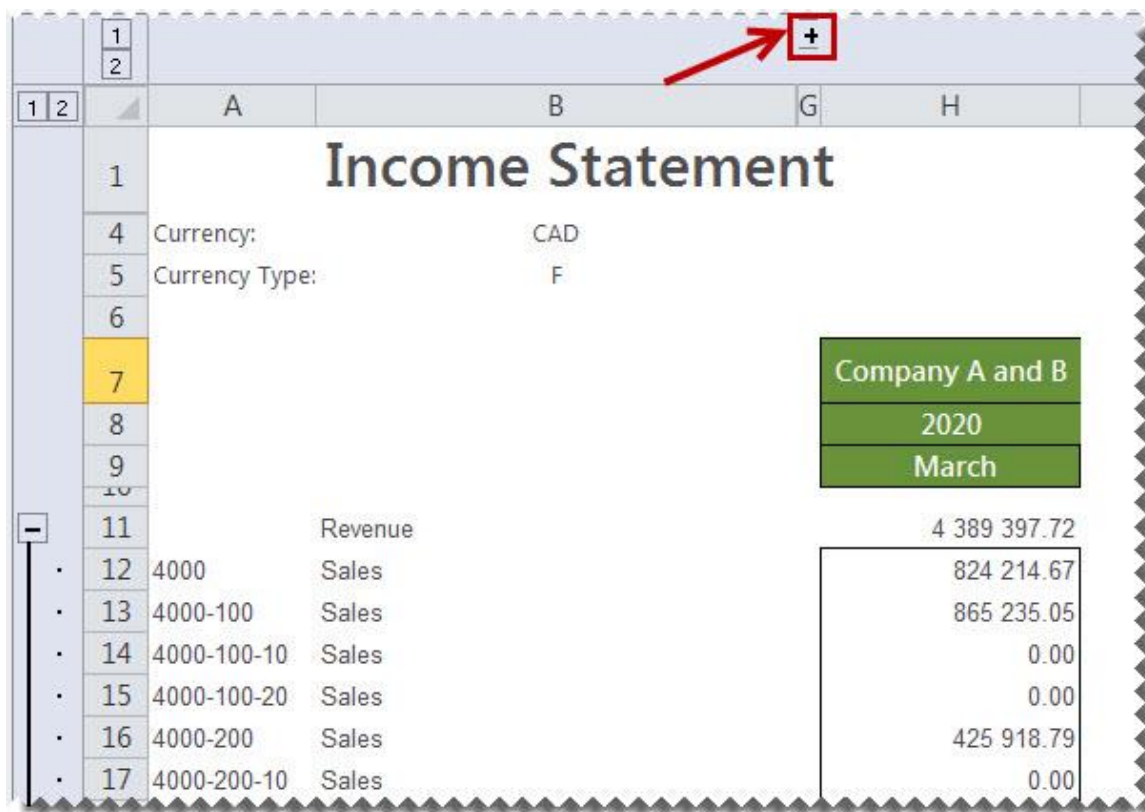 1
2
+
1 2 A B G H
1 Income Statement
4 Currency: CAD
5 Currency Type: F
6
7 Company A and B
8 2020
9 March
10
− 11 Revenue 4 389 397.72
12 4000 Sales 824 214.67
13 4000-100 Sales 865 235.05
14 4000-100-10 Sales 0.00
15 4000-100-20 Sales 0.00
16 4000-200 Sales 425 918.79
17 4000-200-10 Sales 0.00